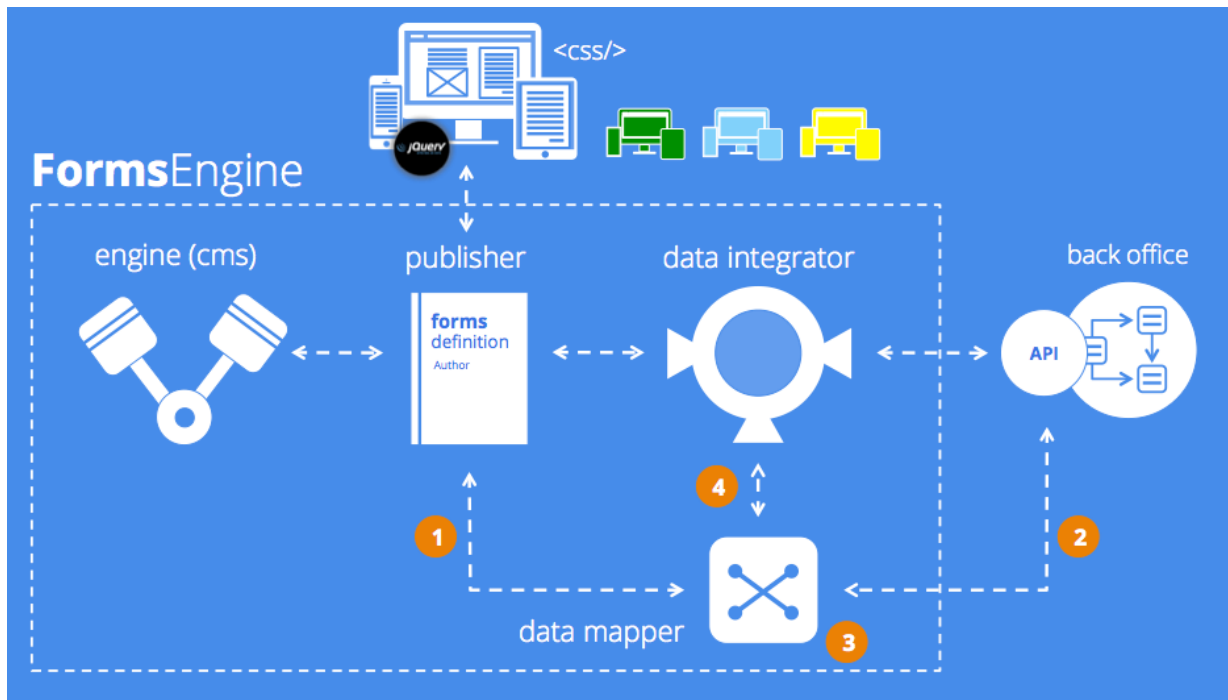 <css/>
jQuery
FormsEngine
engine (cms)
publisher
data integrator
back office
forms
definition
Author
API
1
4
2
data mapper
3